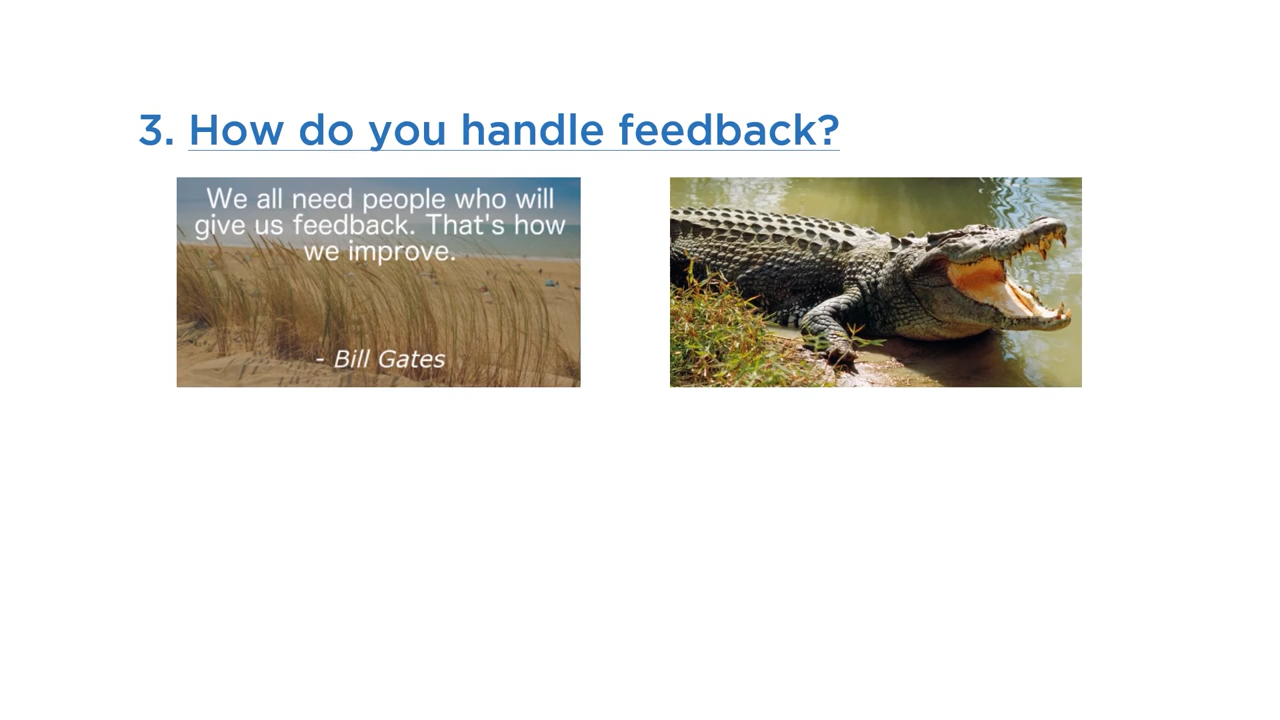 3. How do you handle feedback?
We all need people who will
give us feedback. That's how
we improve.
- Bill Gates